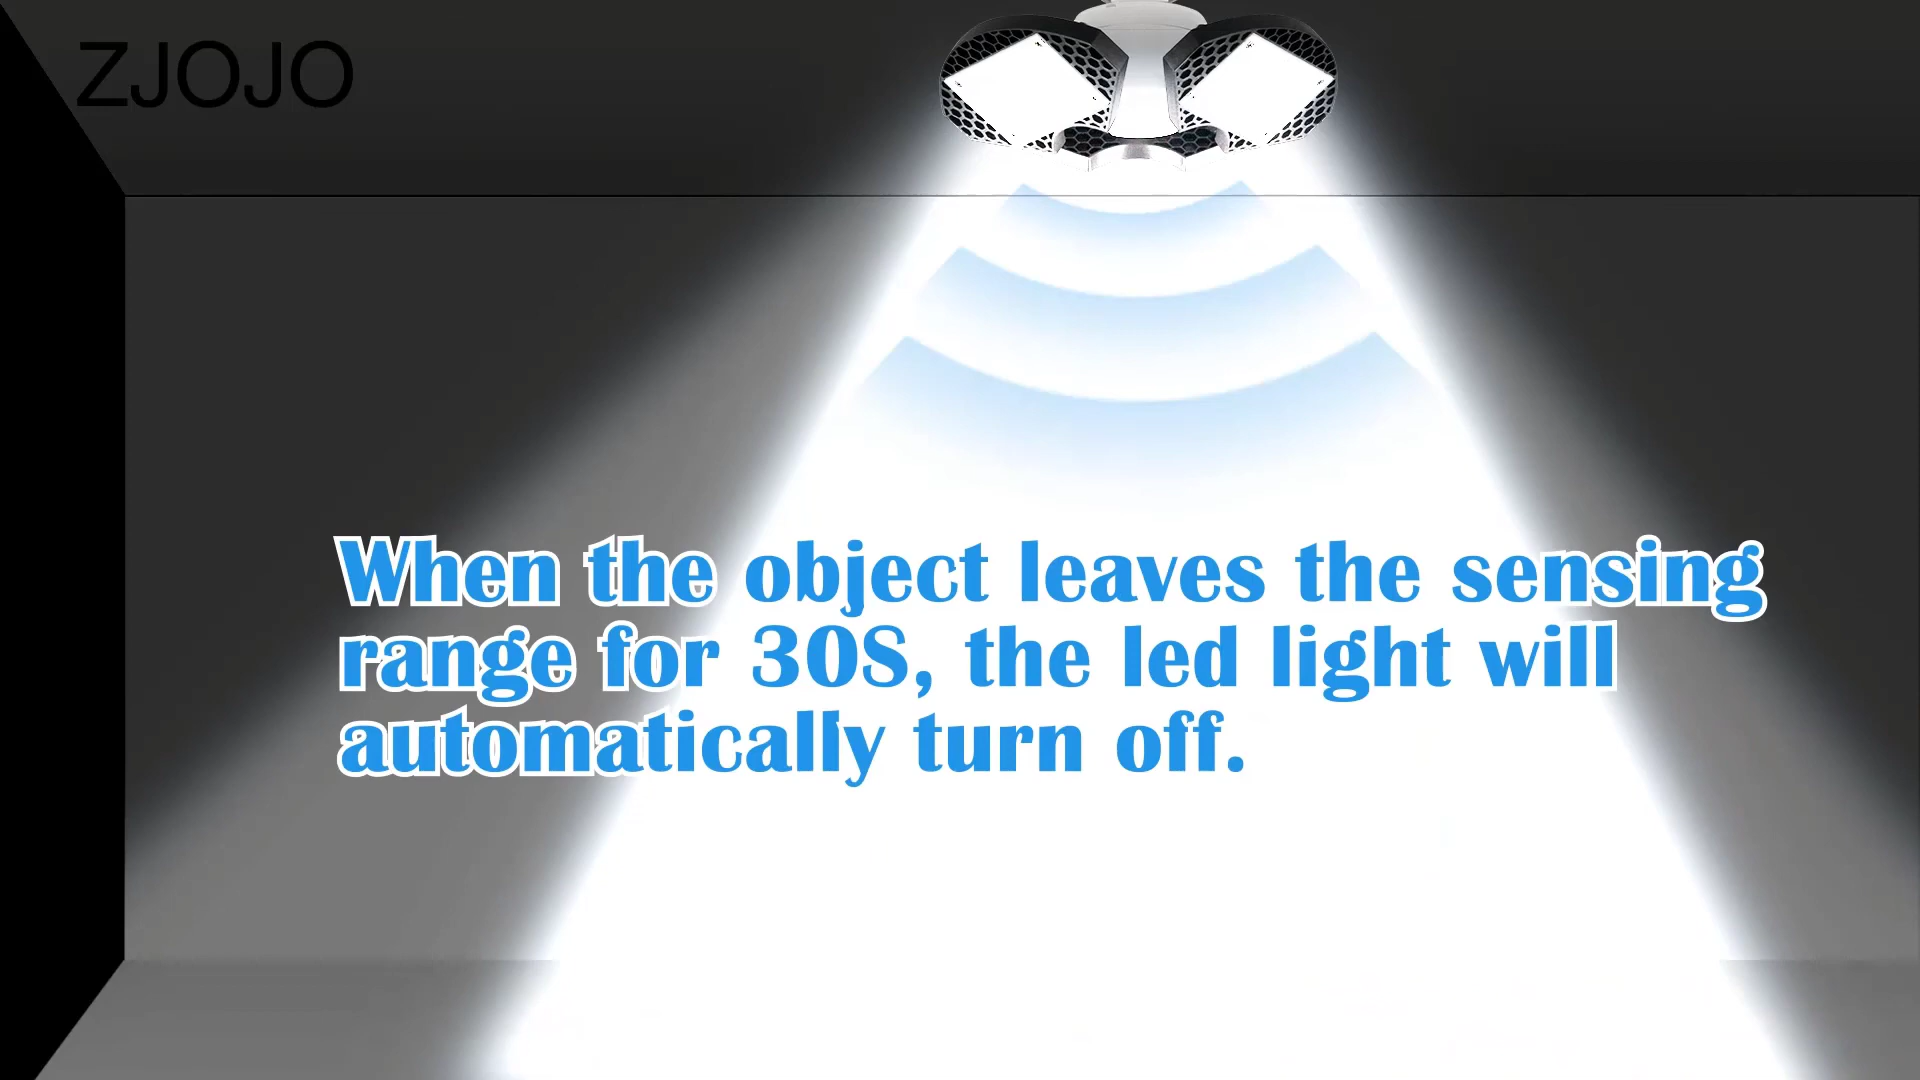 ZJOJO
When the object leaves the sensing
range for 30S, the led light will
automatically turn off.